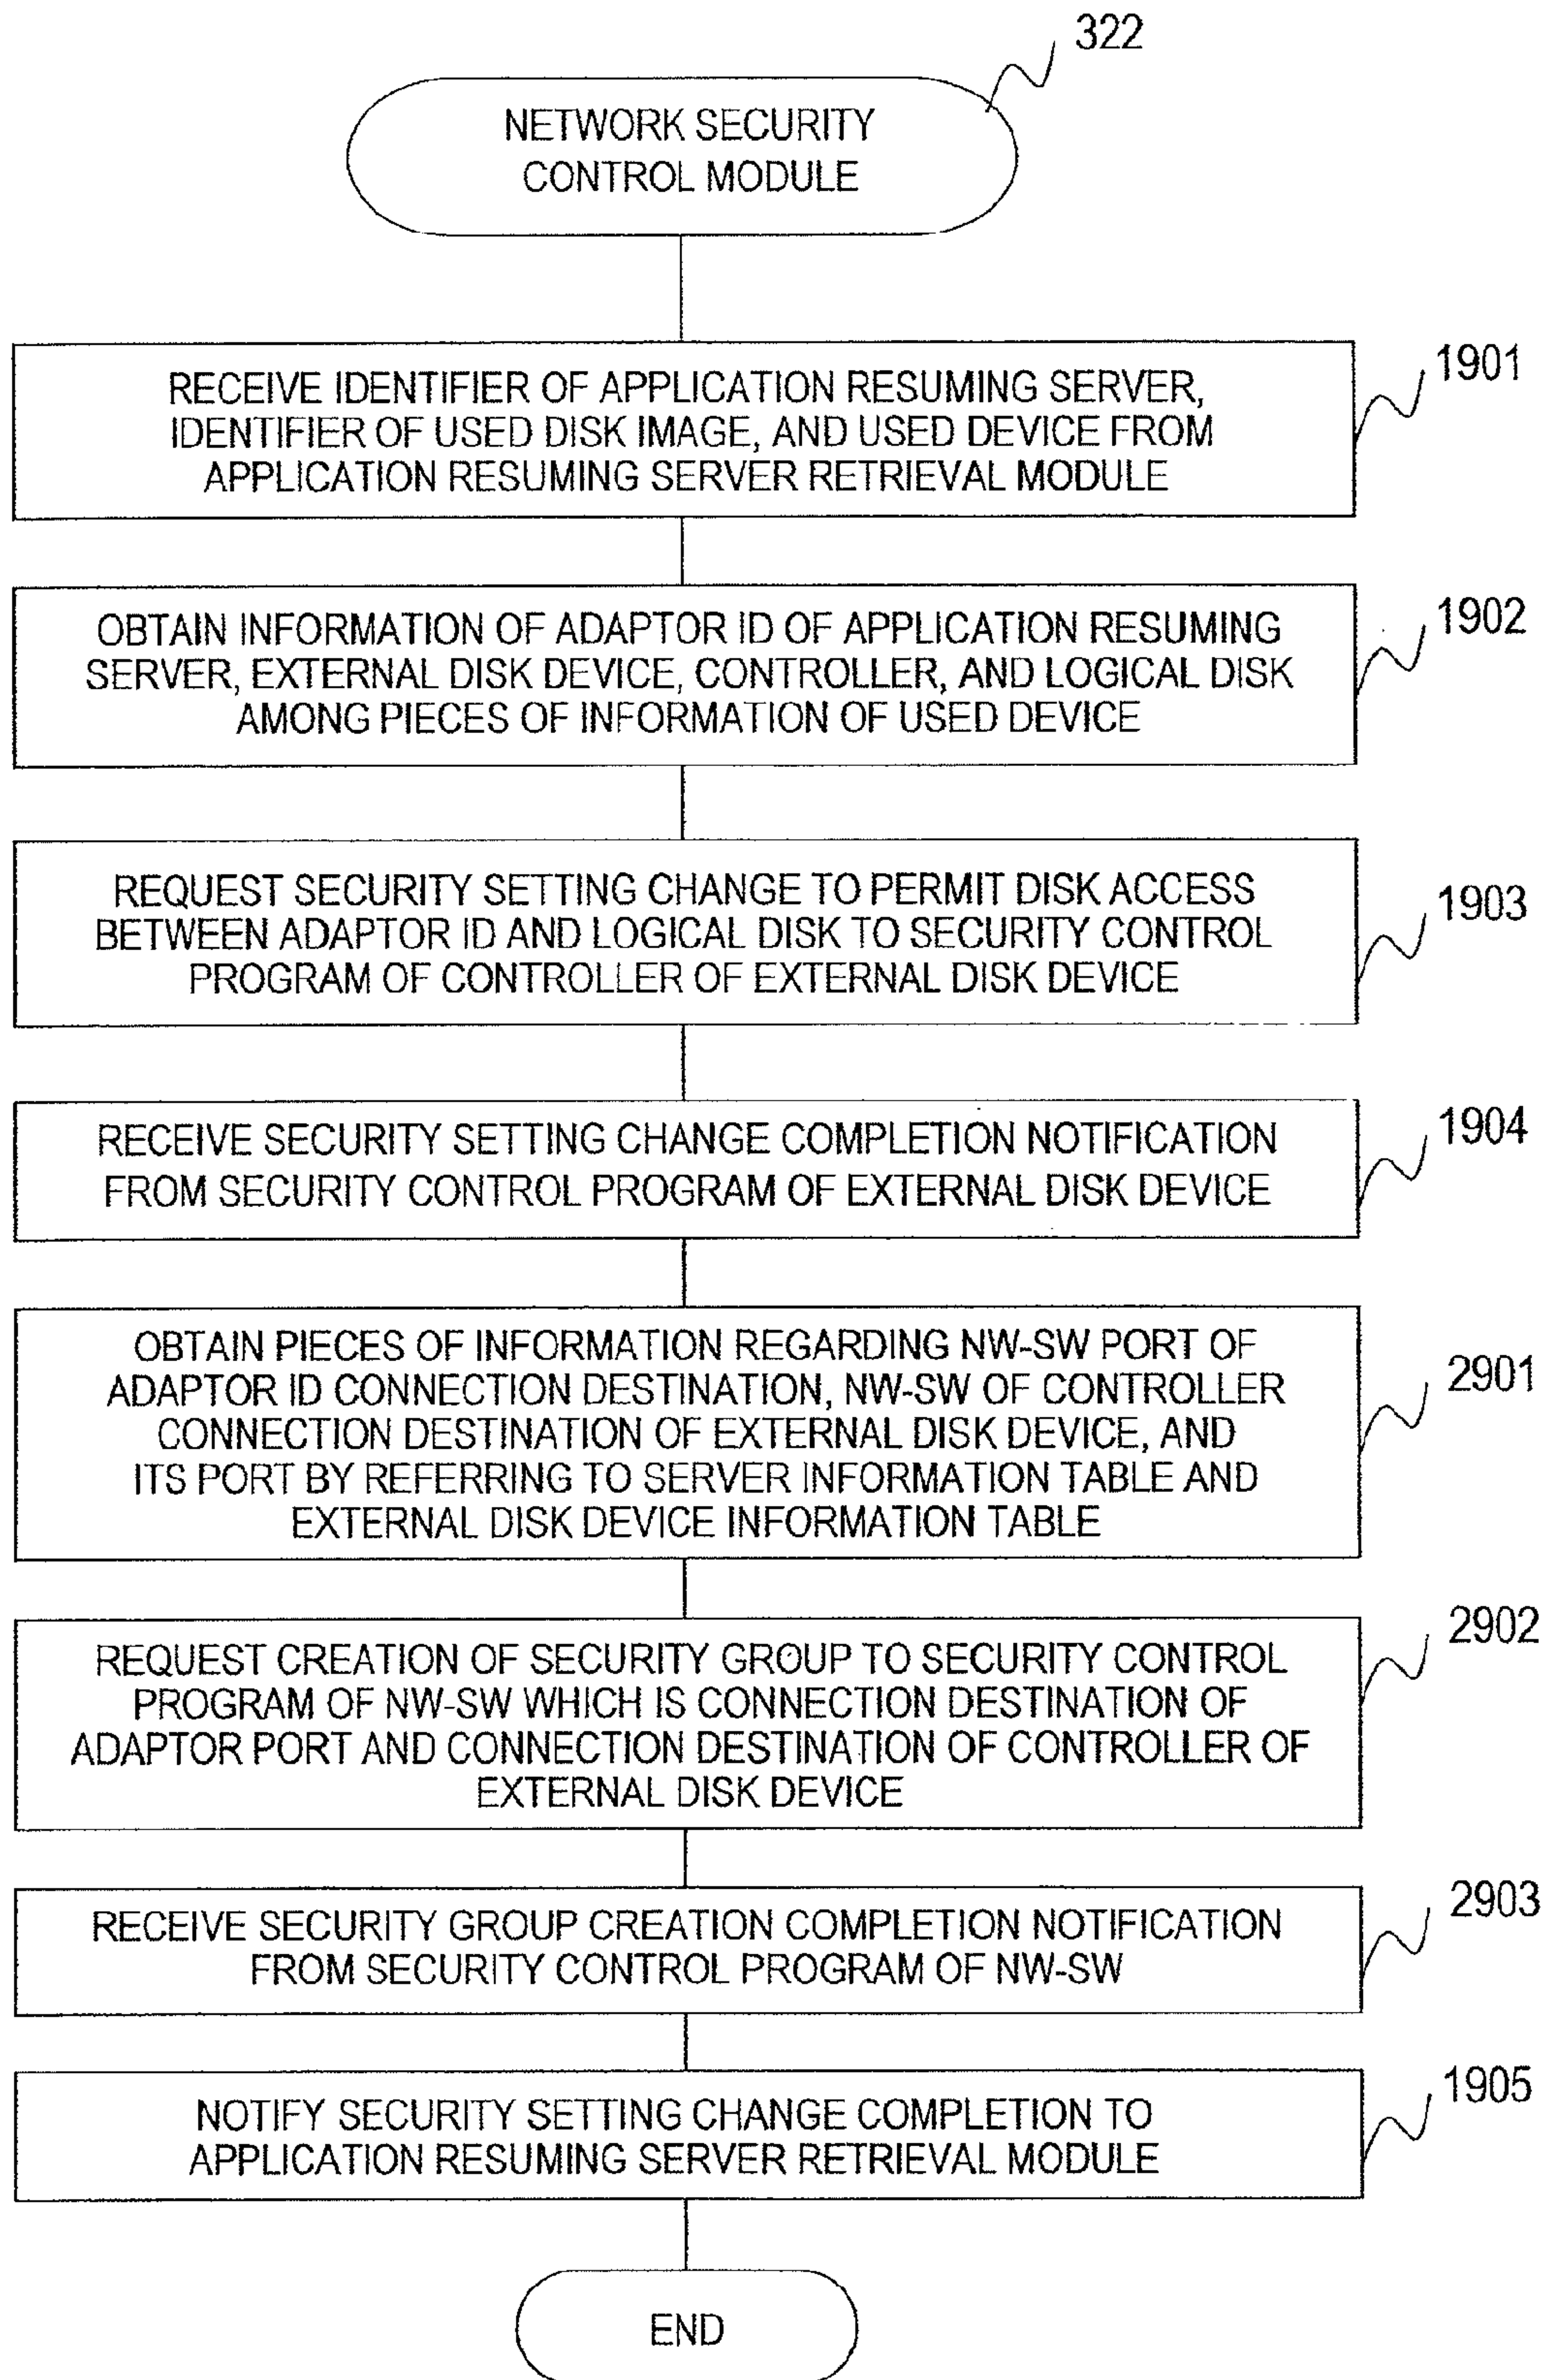 322
NETWORK SECURITY
CONTROL MODULE
1901
RECEIVE IDENTIFIER OF APPLICATION RESUMING SERVER,
IDENTIFIER OF USED DISK IMAGE, AND USED DEVICE FROM
APPLICATION RESUMING SERVER RETRIEVAL MODULE
1902
OBTAIN INFORMATION OF ADAPTOR ID OF APPLICATION RESUMING
SERVER, EXTERNAL DISK DEVICE, CONTROLLER, AND LOGICAL DISK
AMONG PIECES OF INFORMATION OF USED DEVICE
1903
REQUEST SECURITY SETTING CHANGE TO PERMIT DISK ACCESS
BETWEEN ADAPTOR ID AND LOGICAL DISK TO SECURITY CONTROL
PROGRAM OF CONTROLLER OF EXTERNAL DISK DEVICE
1904
RECEIVE SECURITY SETTING CHANGE COMPLETION NOTIFICATION
FROM SECURITY CONTROL PROGRAM OF EXTERNAL DISK DEVICE
2901
OBTAIN PIECES OF INFORMATION REGARDING NW-SW PORT OF
ADAPTOR ID CONNECTION DESTINATION, NW-SW OF CONTROLLER
CONNECTION DESTINATION OF EXTERNAL DISK DEVICE, AND
ITS PORT BY REFERRING TO SERVER INFORMATION TABLE AND
EXTERNAL DISK DEVICE INFORMATION TABLE
2902
REQUEST CREATION OF SECURITY GROUP TO SECURITY CONTROL
PROGRAM OF NW-SW WHICH IS CONNECTION DESTINATION OF
ADAPTOR PORT AND CONNECTION DESTINATION OF CONTROLLER OF
EXTERNAL DISK DEVICE
2903
RECEIVE SECURITY GROUP CREATION COMPLETION NOTIFICATION
FROM SECURITY CONTROL PROGRAM OF NW-SW
1905
NOTIFY SECURITY SETTING CHANGE COMPLETION TO
APPLICATION RESUMING SERVER RETRIEVAL MODULE
END